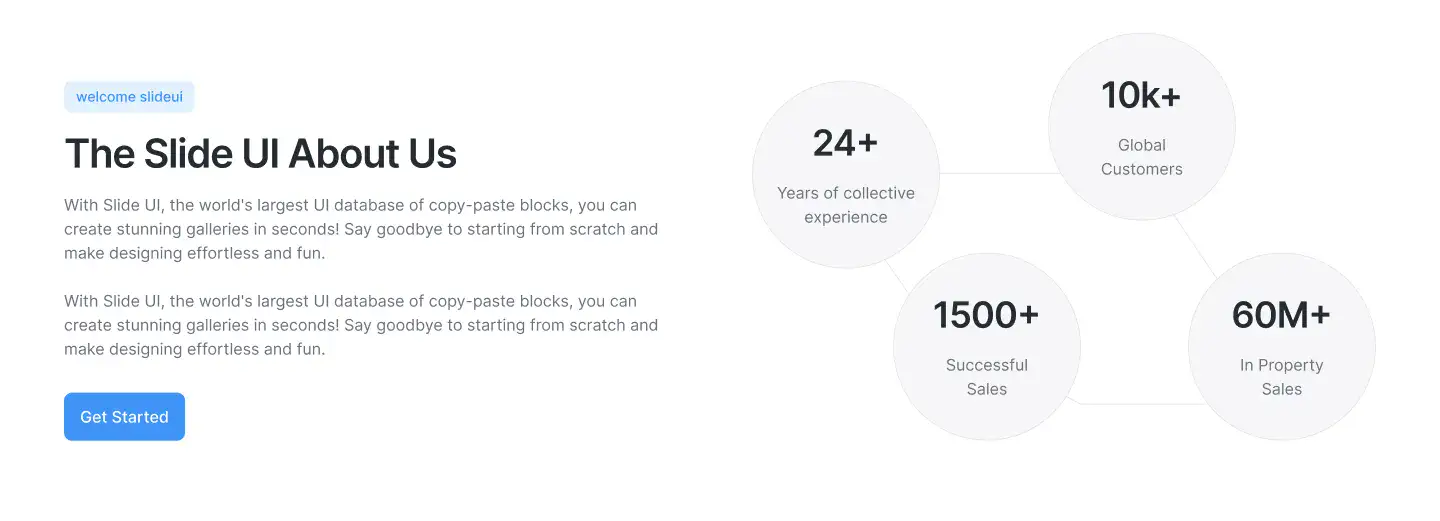 welcome slideui
The Slide UI About Us
With Slide UI, the world's largest UI database of copy-paste blocks, you can
create stunning galleries in seconds! Say goodbye to starting from scratch and
make designing effortless and fun.
With Slide UI, the world's largest UI database of copy-paste blocks, you can
create stunning galleries in seconds! Say goodbye to starting from scratch and
make designing effortless and fun.
Get Started
24+
Years of collective
experience
10k+
Global
Customers
1500+
Successful
Sales
60M+
In Property
Sales